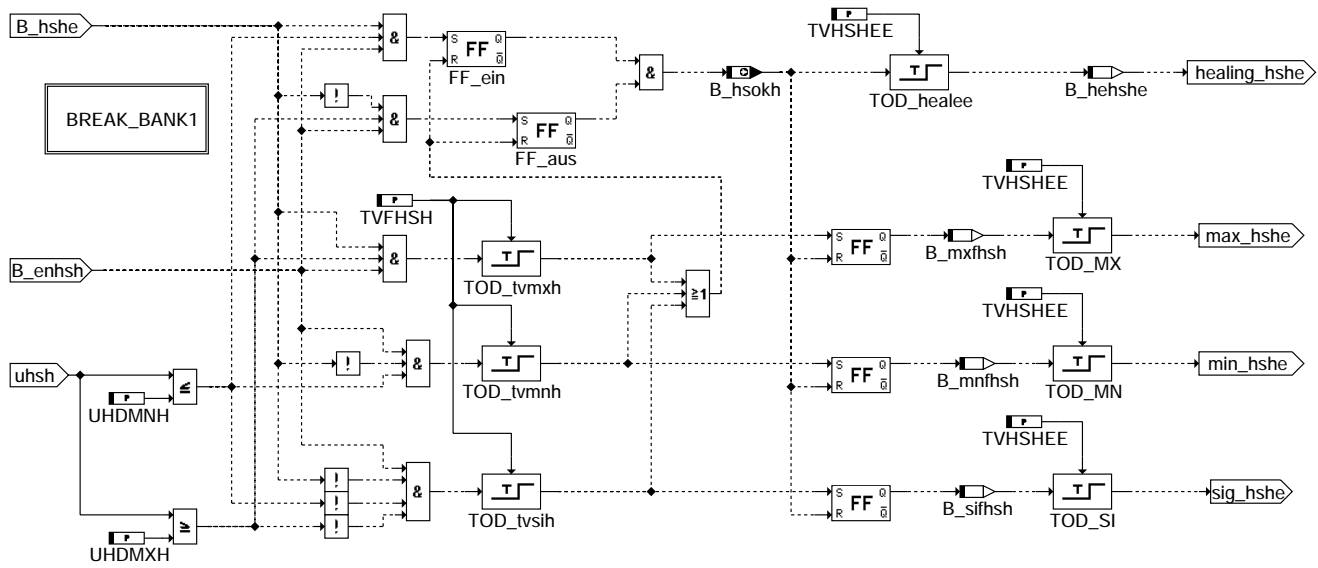 B_hshe
&
S Q
R Q
FF
FF_ein
&
P
TVHSHEE
T
TOD_healee
B_hsokh
B_hehshe
healing_hshe
BREAK_BANK1
!
&
S Q
R Q
FF
FF_aus
P
TVFHSH
P
TVHSHEE
B_enhsh
&
T
TOD_tvmxh
≥1
S Q
R Q
FF
B_mxfhsh
T
TOD_MX
max_hshe
P
TVHSHEE
uhsh
P
UHDMNH
≤
!
&
T
TOD_tvmnh
S Q
R Q
FF
B_mnfhsh
T
TOD_MN
min_hshe
P
TVHSHEE
P
UHDMXH
≥
!
!
!
&
T
TOD_tvsih
S Q
R Q
FF
B_sifhsh
T
TOD_SI
sig_hshe